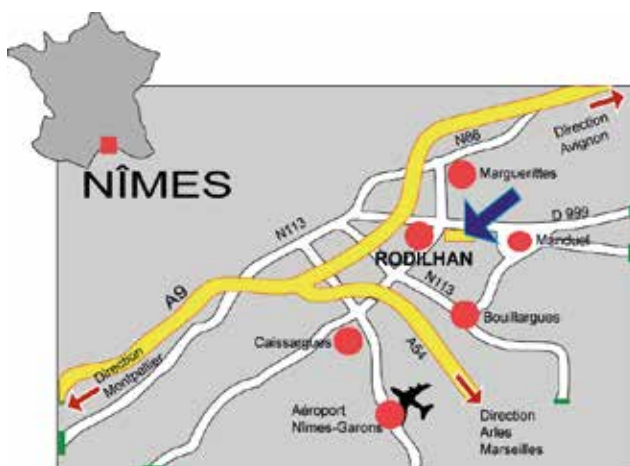 NÎMES
N86
Direction
Avignon
Marguerittes
N113
D 999
RODILHAN
Manduel
N113
A9
Bouillargues
Caissargues
A54
Direction
Montpellier
Aéroport
Nîmes-Garons
Direction
Arles
Marseilles